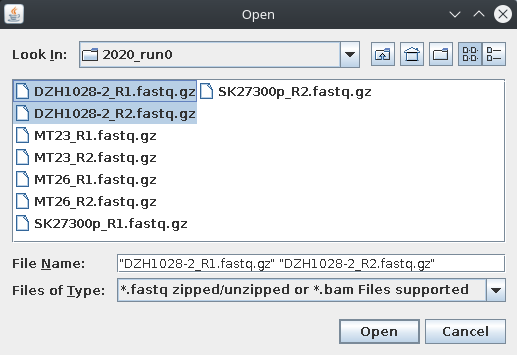 Open
Look In: 2020_run0
DZH1028-2_R1.fastq.gz
DZH1028-2_R2.fastq.gz
MT23_R1.fastq.gz
MT23_R2.fastq.gz
MT26_R1.fastq.gz
MT26_R2.fastq.gz
SK27300p_R1.fastq.gz
SK27300p_R2.fastq.gz
File Name: "DZH1028-2_R1.fastq.gz" "DZH1028-2_R2.fastq.gz"
Files of Type: *.fastq zipped/unzipped or *.bam Files supported
Open Cancel